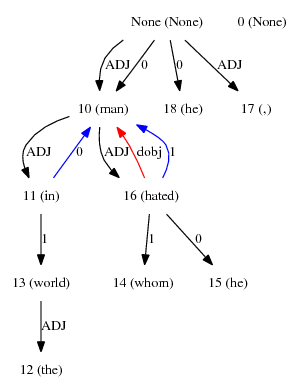 None (None) 0 (None)
ADJ 0 0 ADJ
10 (man) 18 (he) 17 (,)
ADJ 0 ADJ dobj 1
11 (in) 16 (hated)
1 1 0
13 (world) 14 (whom) 15 (he)
ADJ
12 (the)